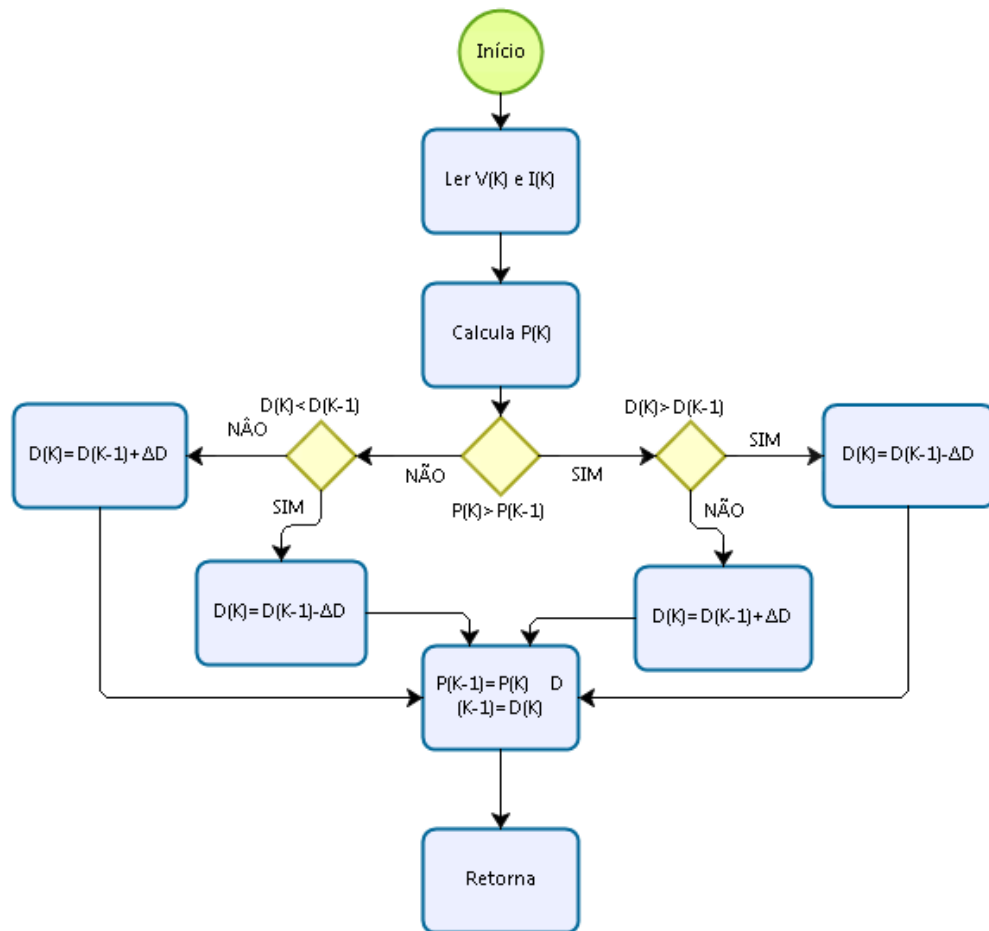 Início
Ler V(K) e I(K)
Calcula P(K)
D(K)<D(K-1)
D(K)>D(K-1)
NÂO
SIM
D(K)=D(K-1)+ΔD
NÃO
SIM
D(K)=D(K-1)-ΔD
SIM
P(K)>P(K-1)
NÃO
D(K)=D(K-1)-ΔD
D(K)=D(K-1)+ΔD
P(K-1)=P(K) D
(K-1)=D(K)
Retorna